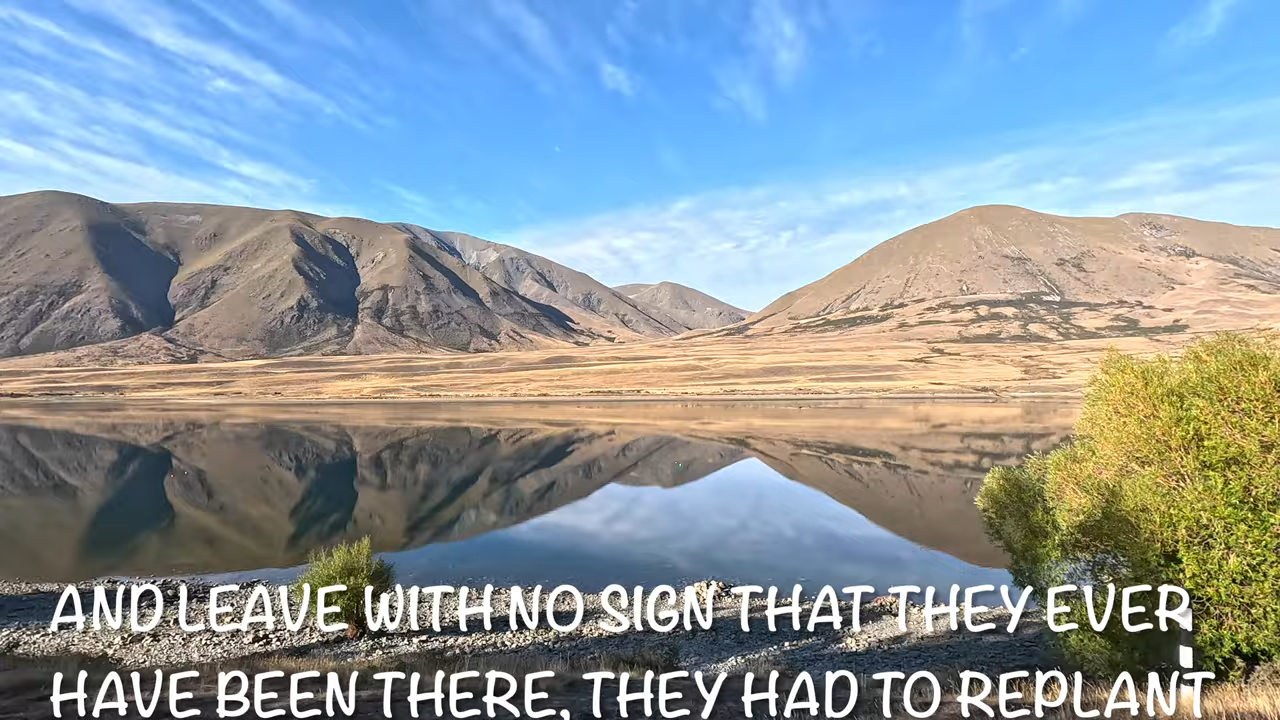 AND LEAVE WITH NO SIGN THAT THEY EVER
HAVE BEEN THERE, THEY HAD TO REPLANT